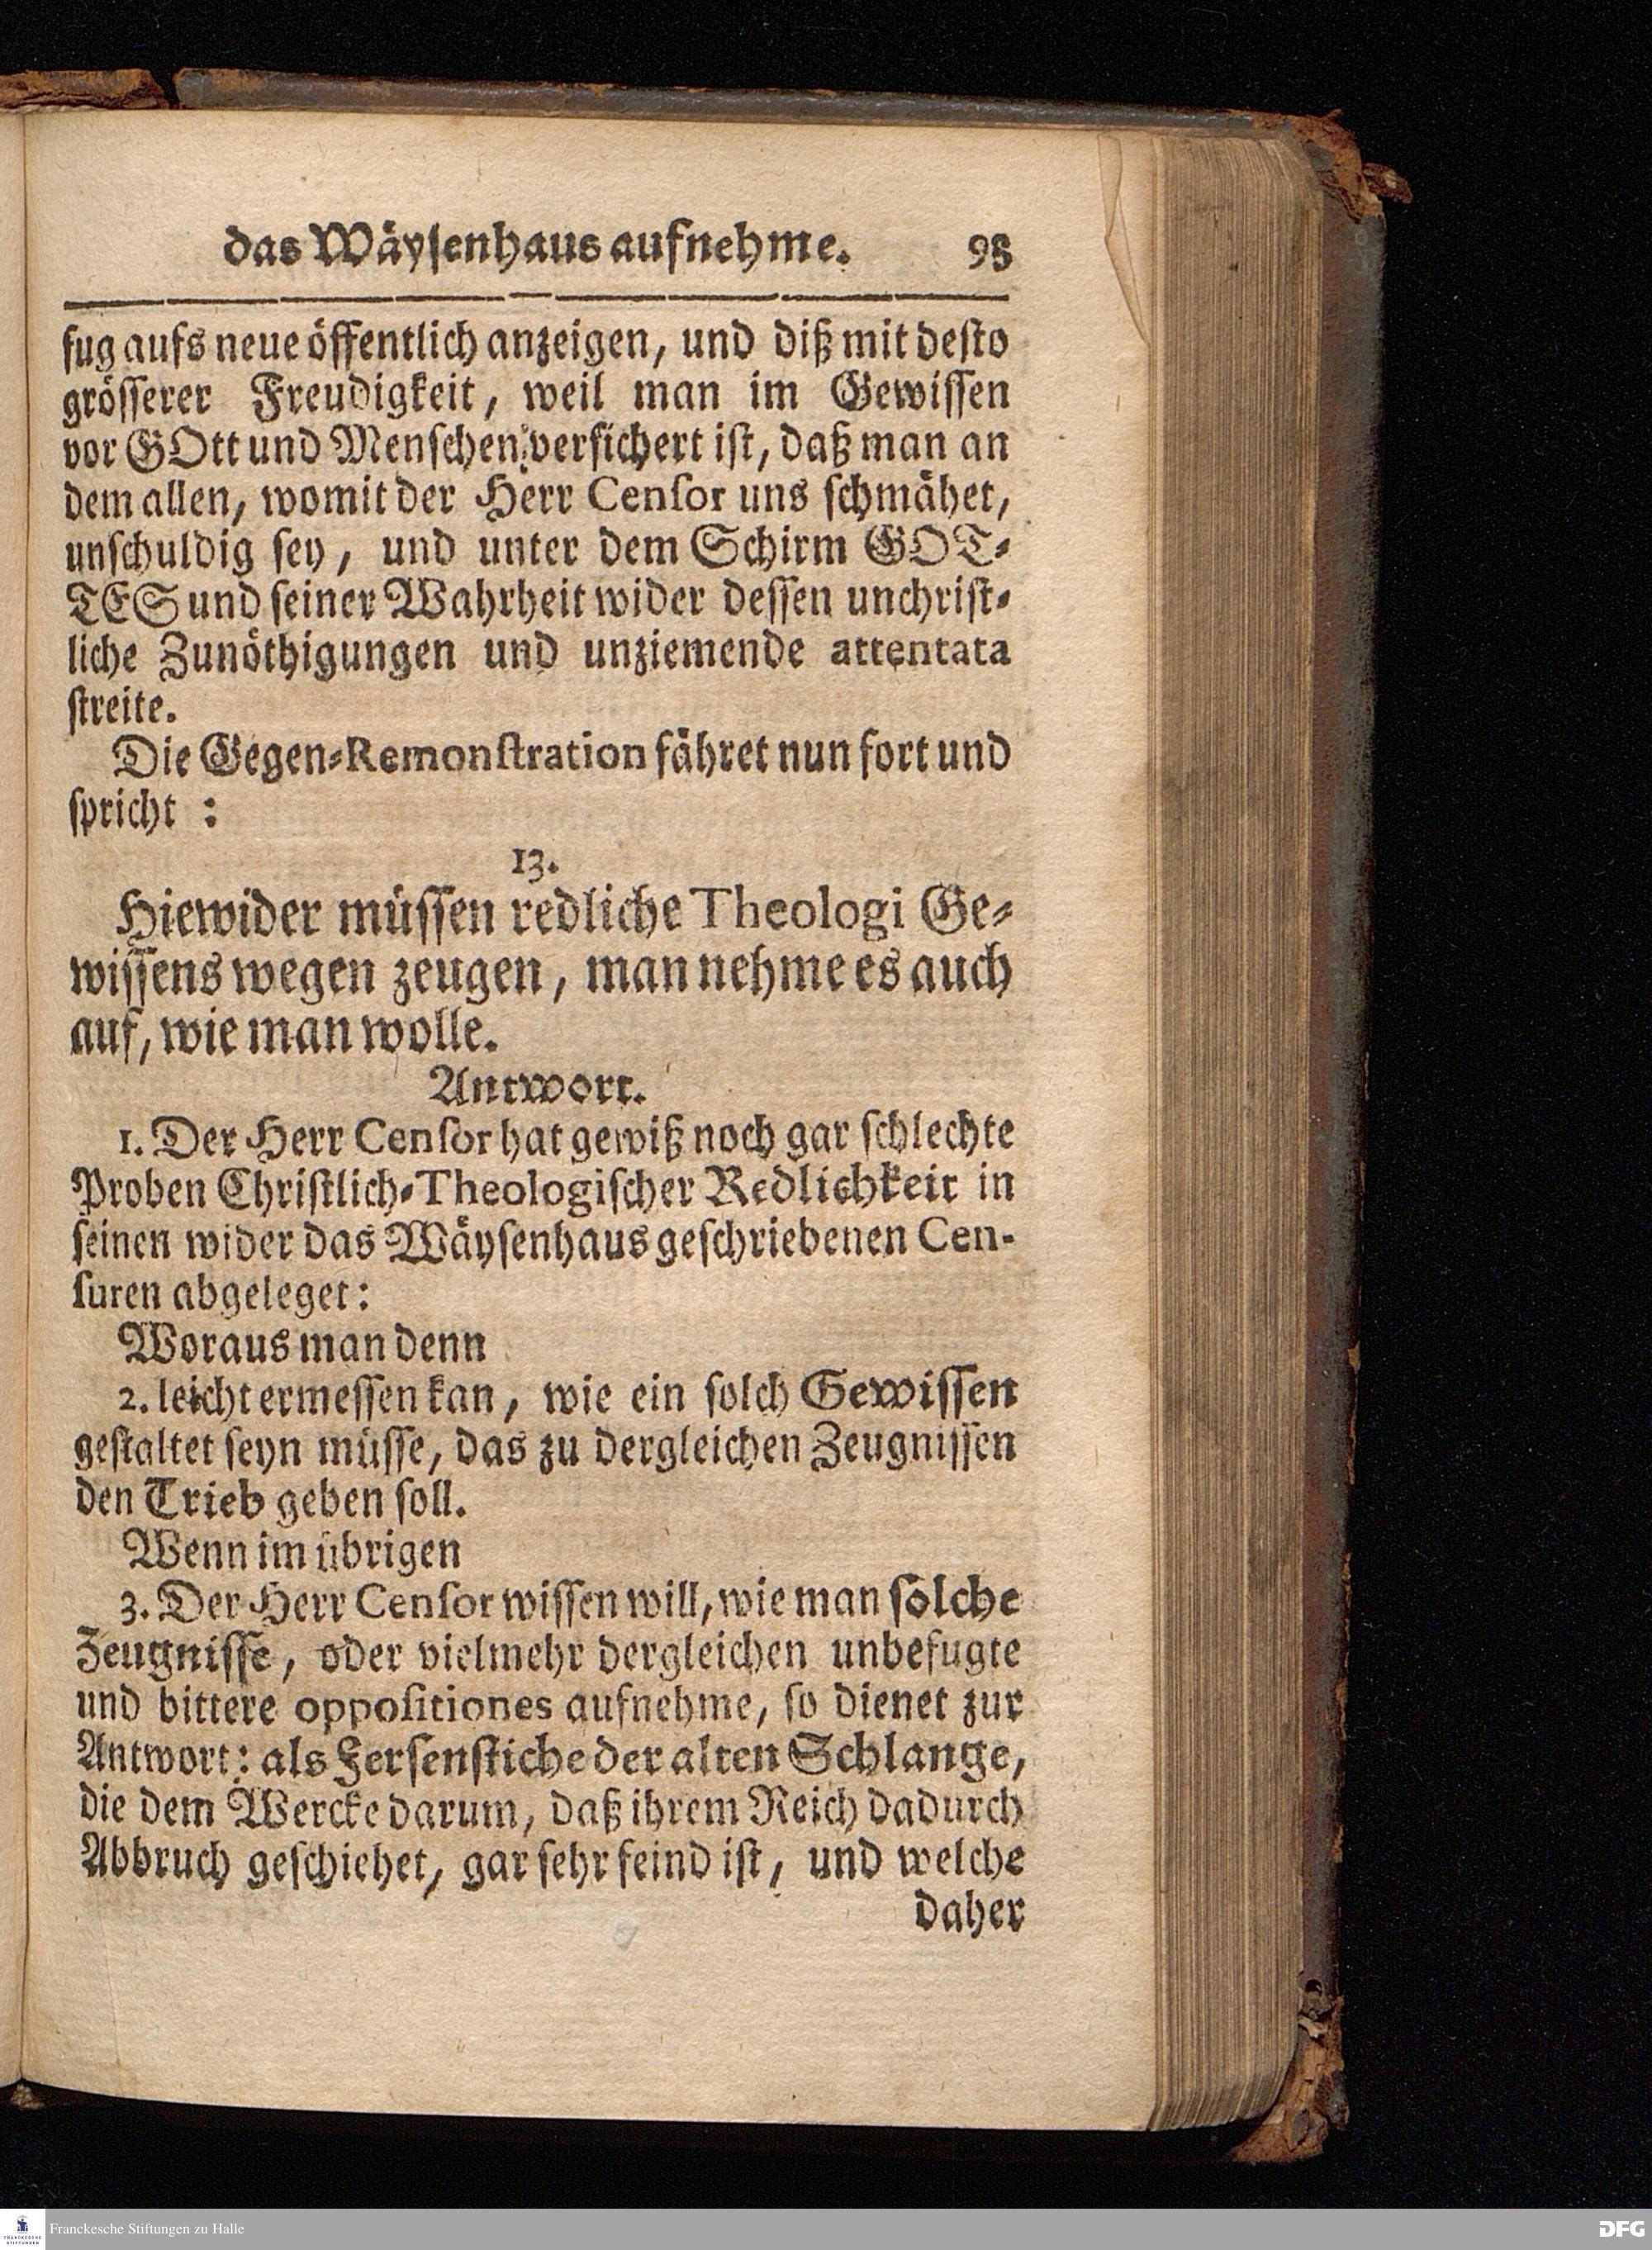 das Wäysenhaus aufnehme. 98
fug aufs neue öffentlich anzeigen, und diß mit desto
grösserer Freudigkeit, weil man im Gewissen
vor GOtt und Menschen versichert ist, daß man an
dem allen, womit der Herr Censor uns schmähet,
unschuldig sey, und unter dem Schirm GOT-
TES und seiner Wahrheit wider dessen unchrist-
liche Zunöthigungen und unziemende attentata
streite.
Die Gegen-Remonstration fähret nun fort und
spricht :
13.
Hiewider müssen redliche Theologi Ge-
wissens wegen zeugen, man nehme es auch
auf, wie man wolle.
Antwort.
1. Der Herr Censor hat gewiß noch gar schlechte
Proben Christlich-Theologischer Redlichkeit in
seinen wider das Wäysenhaus geschriebenen Cen-
suren abgeleget:
Woraus man denn
2. leicht ermessen kan, wie ein solch Gewissen
gestaltet seyn müsse, das zu dergleichen Zeugnissen
den Trieb geben soll.
Wenn im übrigen
3. Der Herr Censor wissen will, wie man solche
Zeugnisse, oder vielmehr dergleichen unbefugte
und bittere oppositiones aufnehme, so dienet zur
Antwort: als Fersenstiche der alten Schlange,
die dem Wercke darum, daß ihrem Reich dadurch
Abbruch geschiehet, gar sehr feind ist, und welche
daher
Franckesche Stiftungen zu Halle
DFG
FRANCKESCHE
STIFTUNGEN